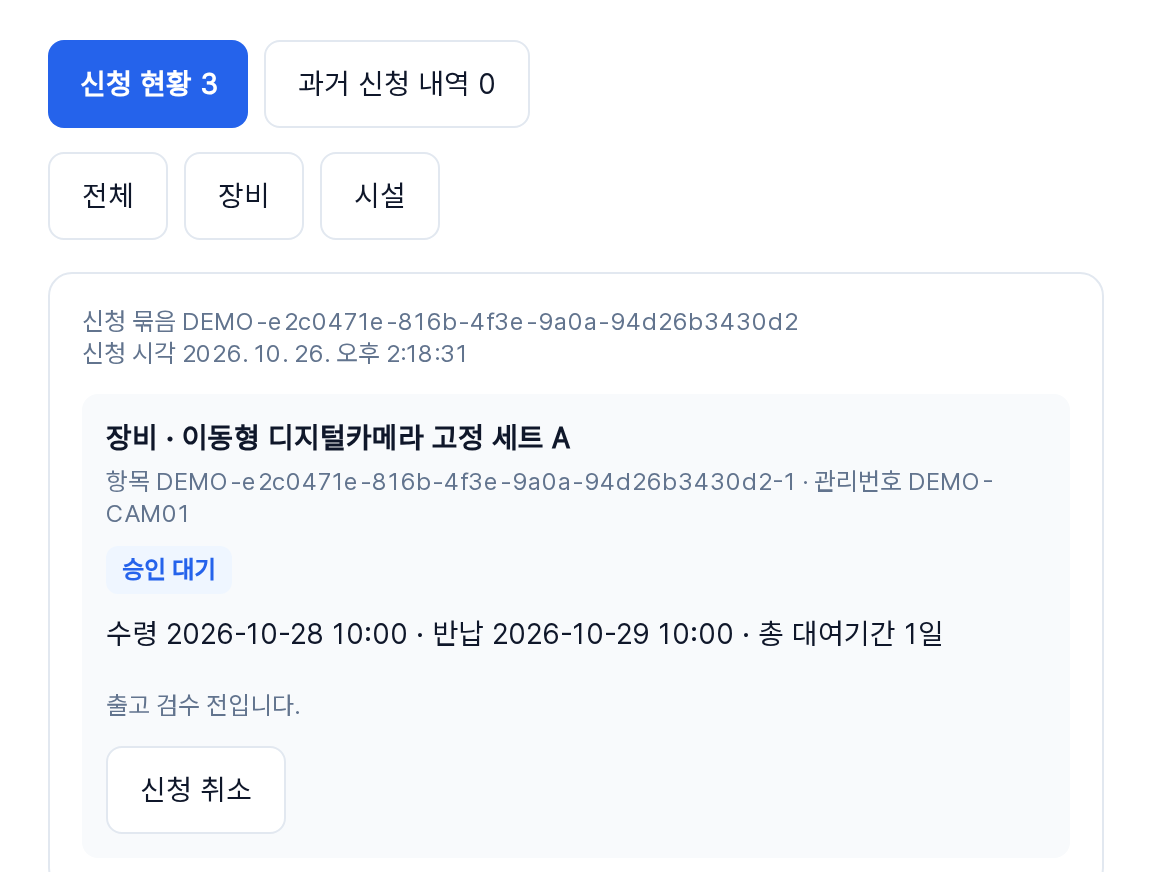 신청 현황 3 과거 신청 내역 0
전체 장비 시설
신청 묶음 DEMO-e2c0471e-816b-4f3e-9a0a-94d26b3430d2
신청 시각 2026. 10. 26. 오후 2:18:31
장비 · 이동형 디지털카메라 고정 세트 A
항목 DEMO-e2c0471e-816b-4f3e-9a0a-94d26b3430d2-1 · 관리번호 DEMO-
CAM01
승인 대기
수령 2026-10-28 10:00 · 반납 2026-10-29 10:00 · 총 대여기간 1일
출고 검수 전입니다.
신청 취소